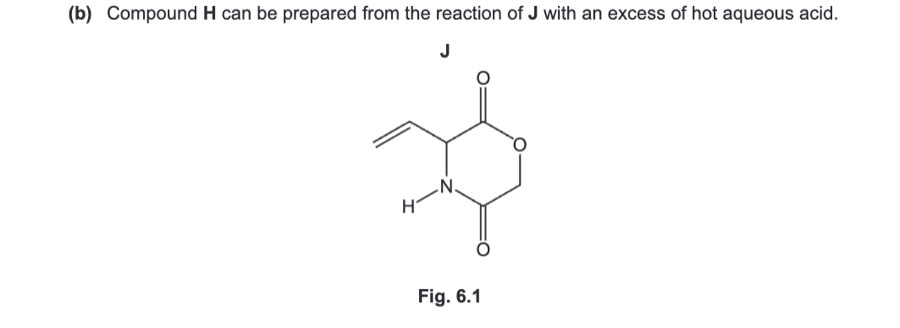 (b) Compound H can be prepared from the reaction of J with an excess of hot aqueous acid.
J
O
O
N
H
O
Fig. 6.1